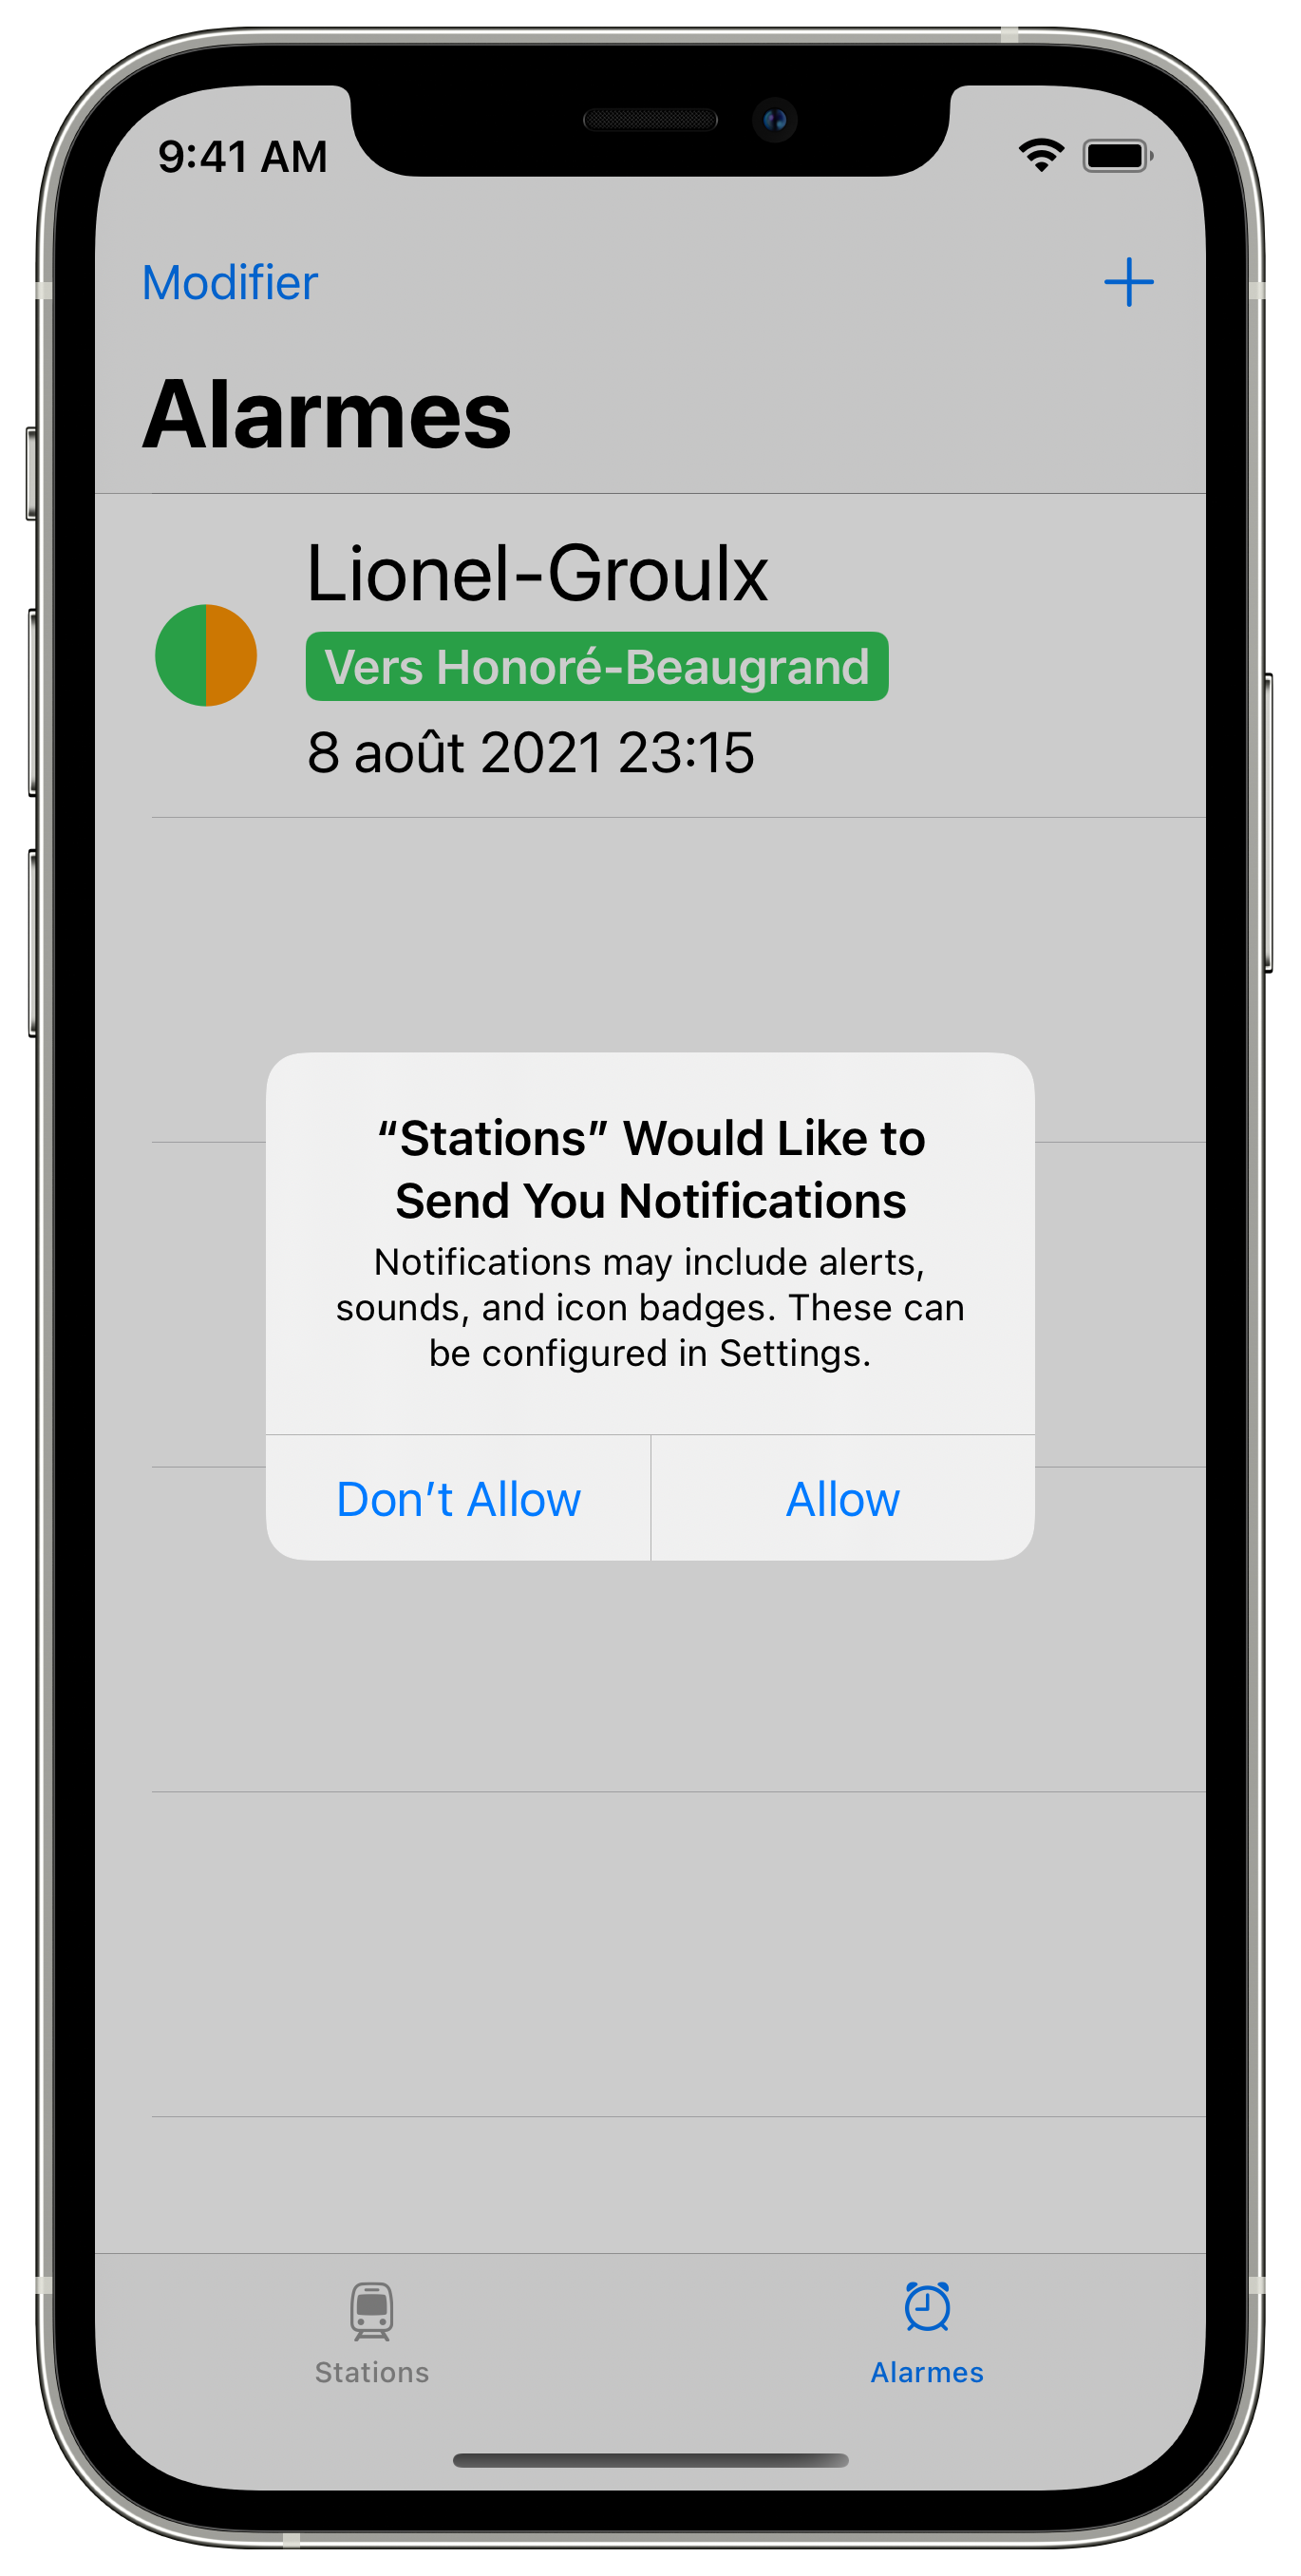 9:41 AM
Modifier
Alarmes
Lionel-Groulx
Vers Honoré-Beaugrand
8 août 2021 23:15
“Stations” Would Like to
Send You Notifications
Notifications may include alerts,
sounds, and icon badges. These can
be configured in Settings.
Don’t Allow
Allow
Stations
Alarmes